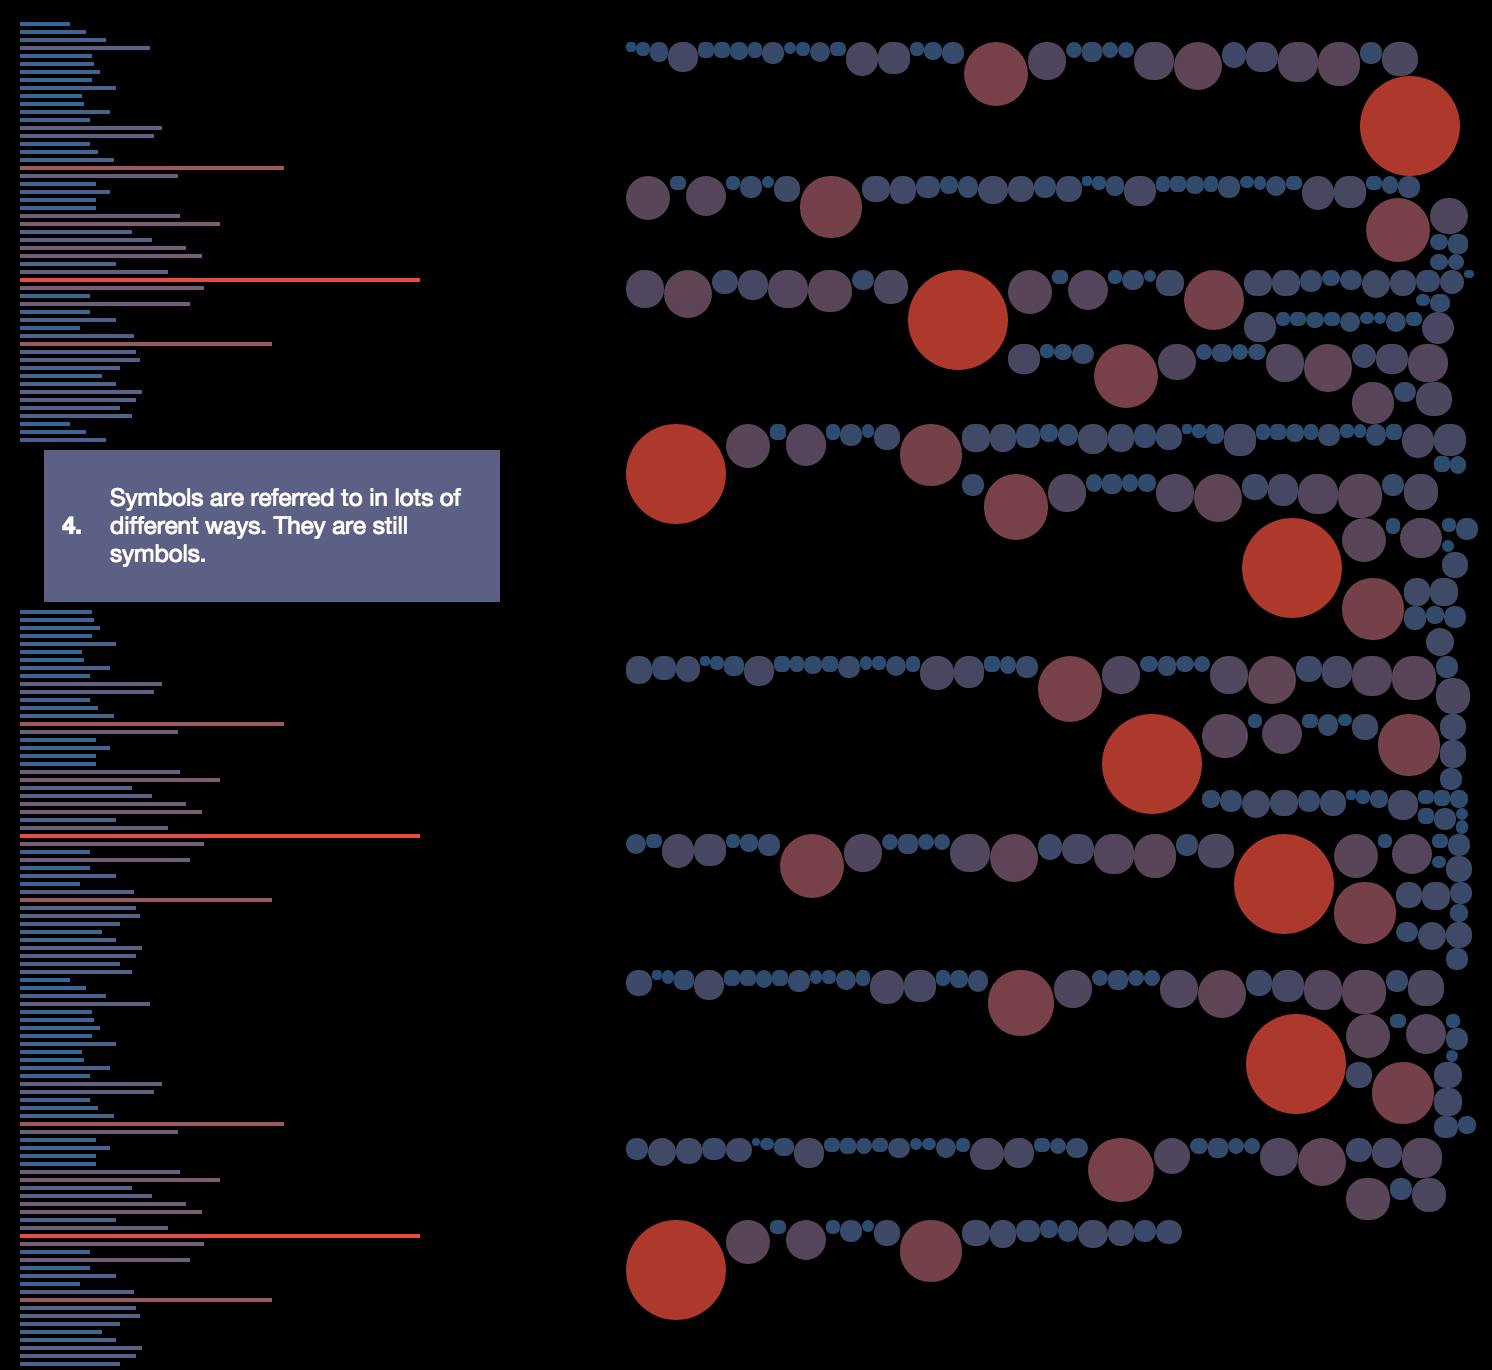 4. Symbols are referred to in lots of
different ways. They are still
symbols.